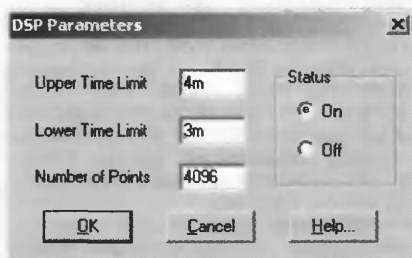 DSP Parameters
Upper Time Limit 4m
Lower Time Limit 3m
Number of Points 4096
Status
On
Off
OK Cancel Help...